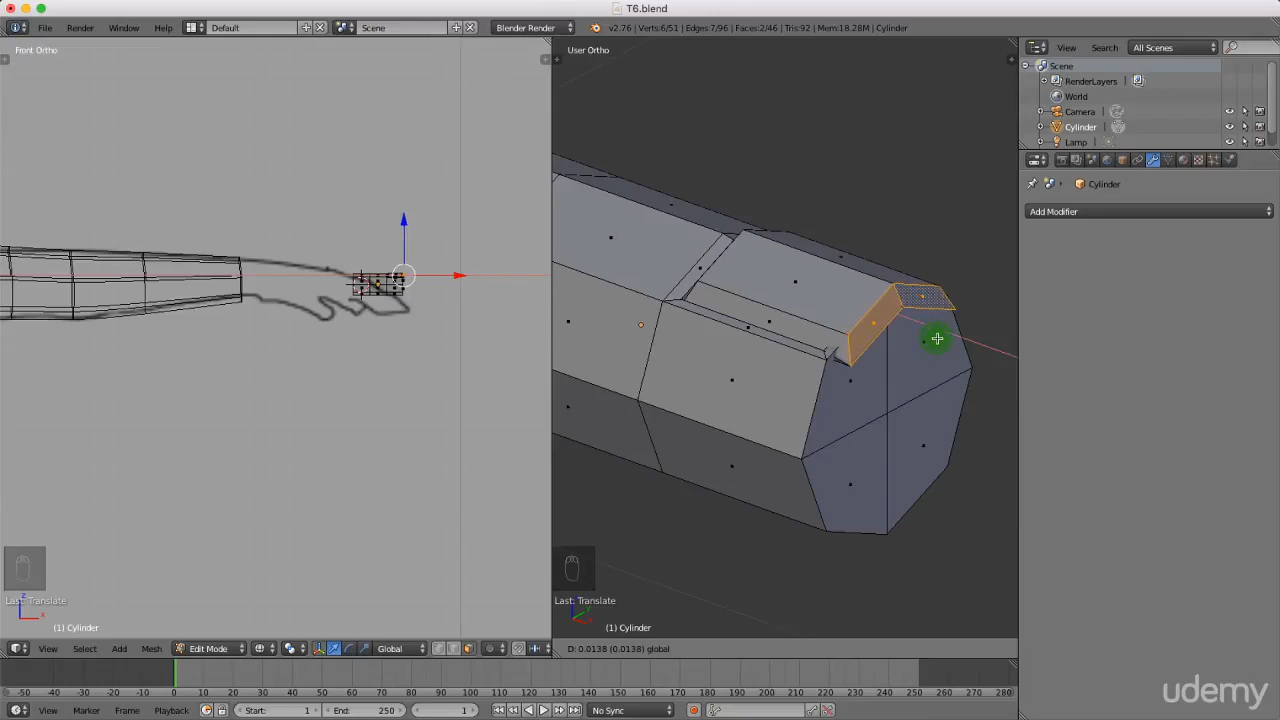 T6.blend
File Render Window Help Default Scene Blender Render v2.76 | Verts:6/51 | Edges:7/96 | Faces:2/46 | Tris:92 | Mem:18.28M | Cylinder
Front Ortho User Ortho View Search All Scenes
Scene
RenderLayers
World
Camera
Cylinder
Lamp
Cylinder
Add Modifier
Last: Translate Last: Translate
z x
(1) Cylinder (1) Cylinder
View Select Add Mesh Edit Mode Global D: 0.0138 (0.0138) global
-50 -40 -30 -20 -10 0 10 20 30 40 50 60 70 80 90 100 110 120 130 140 150 160 170 180 190 200 210 220 230 240 250 260 270 280
View Marker Frame Playback Start: 1 End: 250 1 No Sync
udemy